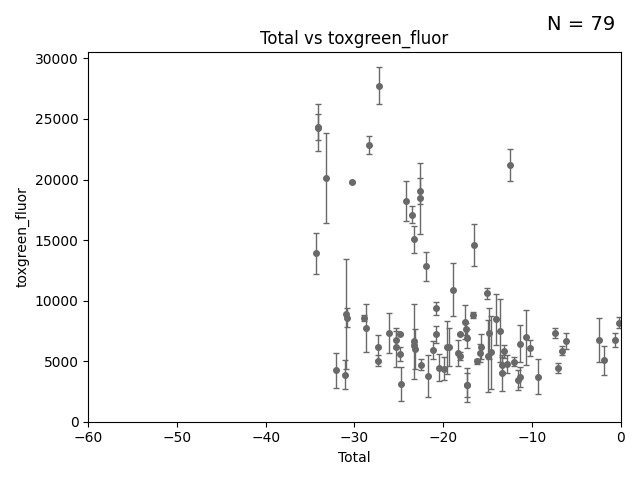 N = 79
Total vs toxgreen_fluor
30000
25000
20000
15000
10000
5000
0
toxgreen_fluor
−60 −50 −40 −30 −20 −10 0
Total